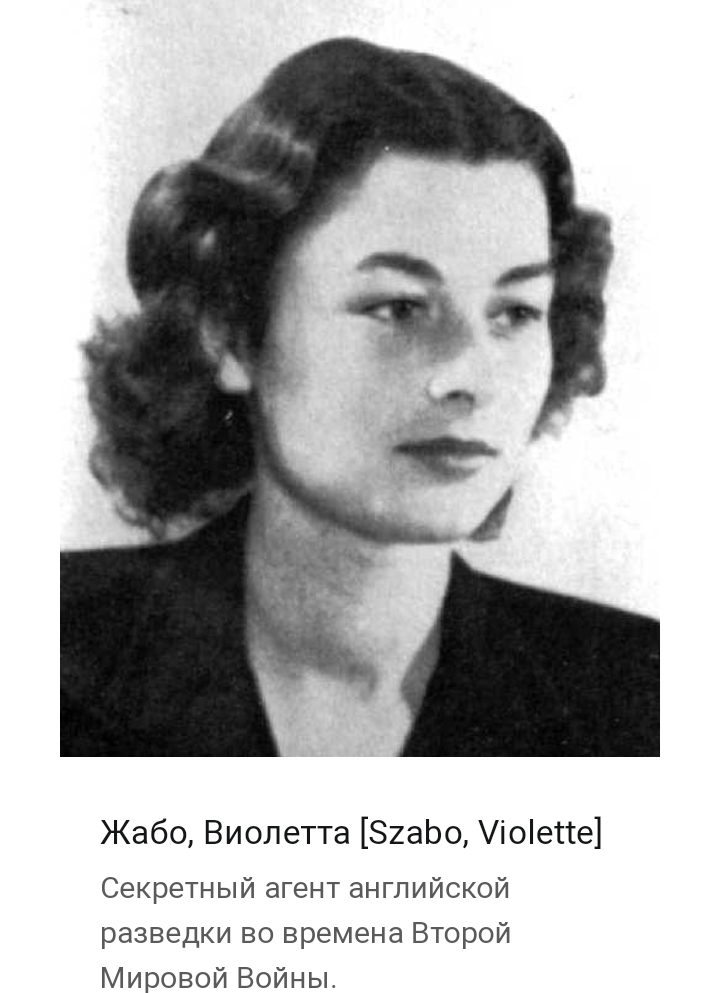 Жабо, Виолетта [Szabo, Violette]
Секретный агент английской
разведки во времена Второй
Мировой Войны.